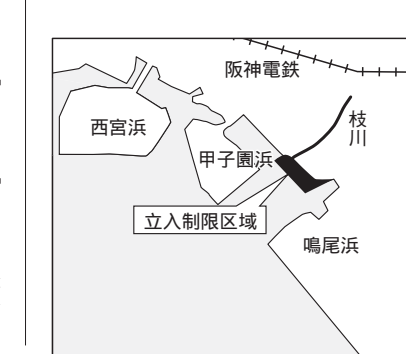 阪神電鉄
枝川
西宮浜
甲子園浜
立入制限区域
鳴尾浜